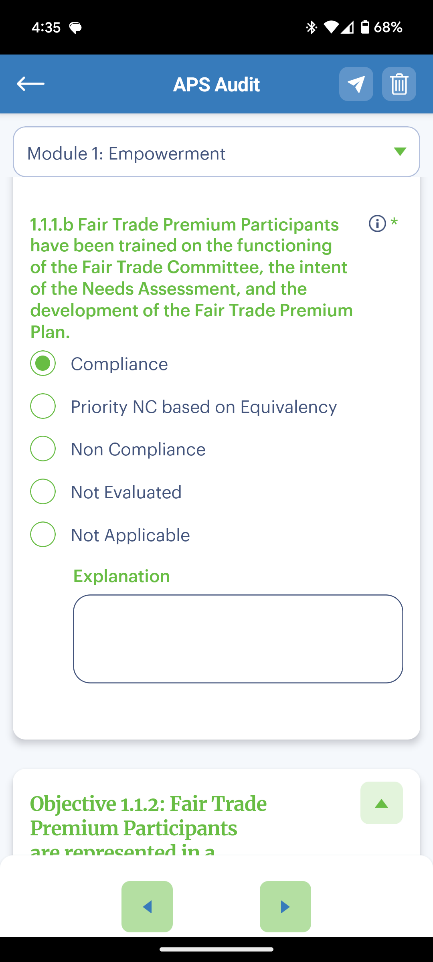 4:35
68%
APS Audit
Module 1: Empowerment
1.1.1.b Fair Trade Premium Participants
have been trained on the functioning
of the Fair Trade Committee, the intent
of the Needs Assessment, and the
development of the Fair Trade Premium
Plan.
*
Compliance
Priority NC based on Equivalency
Non Compliance
Not Evaluated
Not Applicable
Explanation
Objective 1.1.2: Fair Trade
Premium Participants
are represented in a